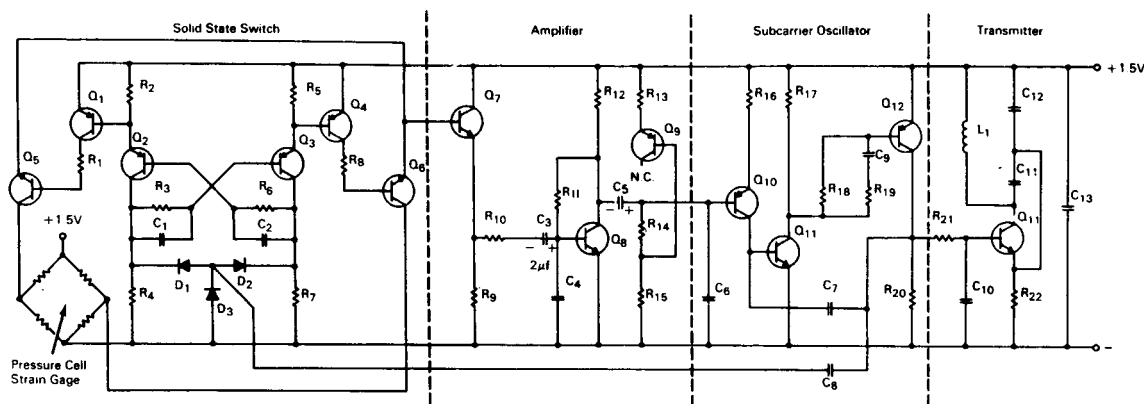 Solid State Switch
Amplifier
Subcarrier Oscillator
Transmitter
+1 5V
Q1
R2
R5
Q4
Q7
R12
R13
R16
R17
Q12
C12
Q2
Q3
Q9
L1
Q5
R1
R8
Q6
N.C.
C9
R3
R6
R11
C5
Q10
R18
R19
C11
C13
+1 5V
C1
C2
R10
C3
− +
R14
Q11
R21
Q11
− +
2µf
Q8
D1
D2
C4
R4
D3
R7
R9
R15
C6
C7
R20
C10
R22
−
Pressure Cell
Strain Gage
C8